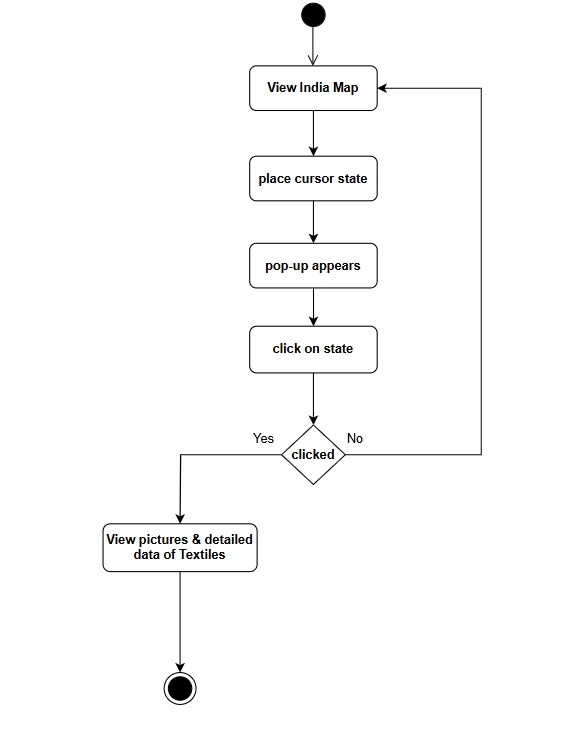 View India Map
place cursor state
pop-up appears
click on state
Yes
No
clicked
View pictures & detailed
data of Textiles